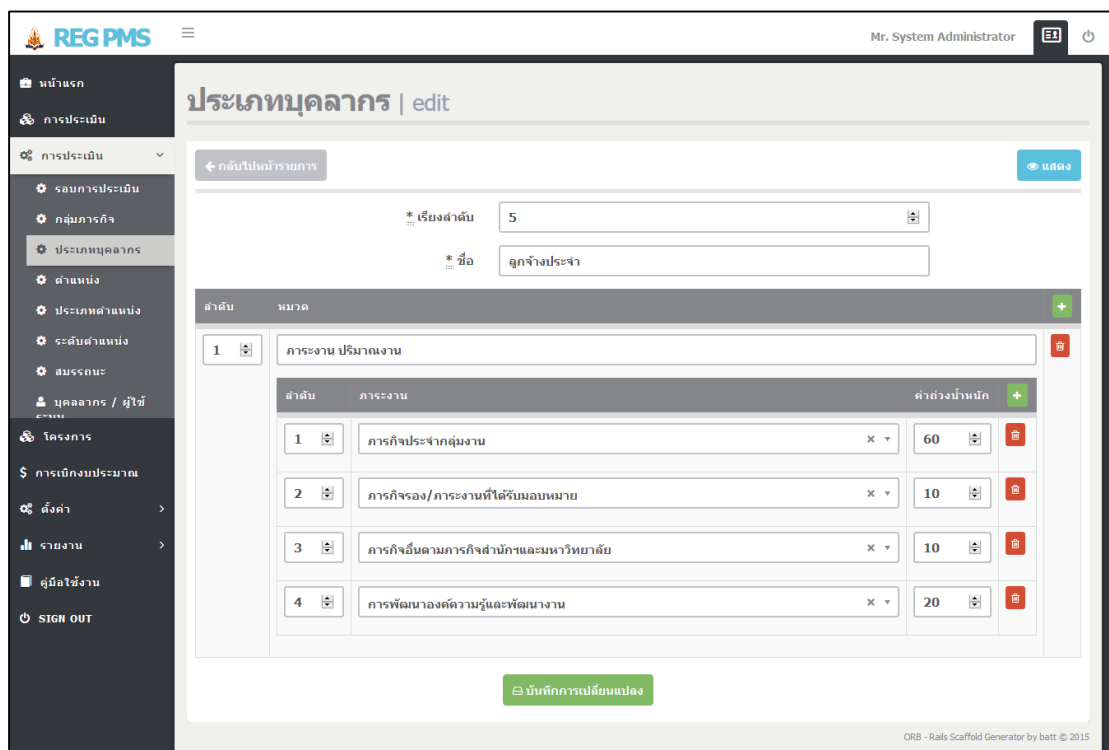 REG PMS
Mr. System Administrator
หน้าแรก
การประเมิน
การประเมิน
รอบการประเมิน
กลุ่มภารกิจ
ประเภทบุคลากร
ตำแหน่ง
ประเภทตำแหน่ง
ระดับตำแหน่ง
สมรรถนะ
บุคลากร / ผู้ใช้
ระบบ
โครงการ
$ การเบิกงบประมาณ
ตั้งค่า
รายงาน
คู่มือใช้งาน
SIGN OUT
ประเภทบุคลากร | edit
กลับไปหน้ารายการ
แสดง
* เรียงลำดับ 5
* ชื่อ ลูกจ้างประจำ
ลำดับ หมวด
1 ภาระงาน ปริมาณงาน
ลำดับ ภาระงาน ค่าถ่วงน้ำหนัก
1 ภารกิจประจำกลุ่มงาน 60
2 ภารกิจรอง/ภาระงานที่ได้รับมอบหมาย 10
3 ภารกิจอื่นตามภารกิจสำนักฯและมหาวิทยาลัย 10
4 การพัฒนาองค์ความรู้และพัฒนางาน 20
บันทึกการเปลี่ยนแปลง
ORB - Rails Scaffold Generator by batt © 2015